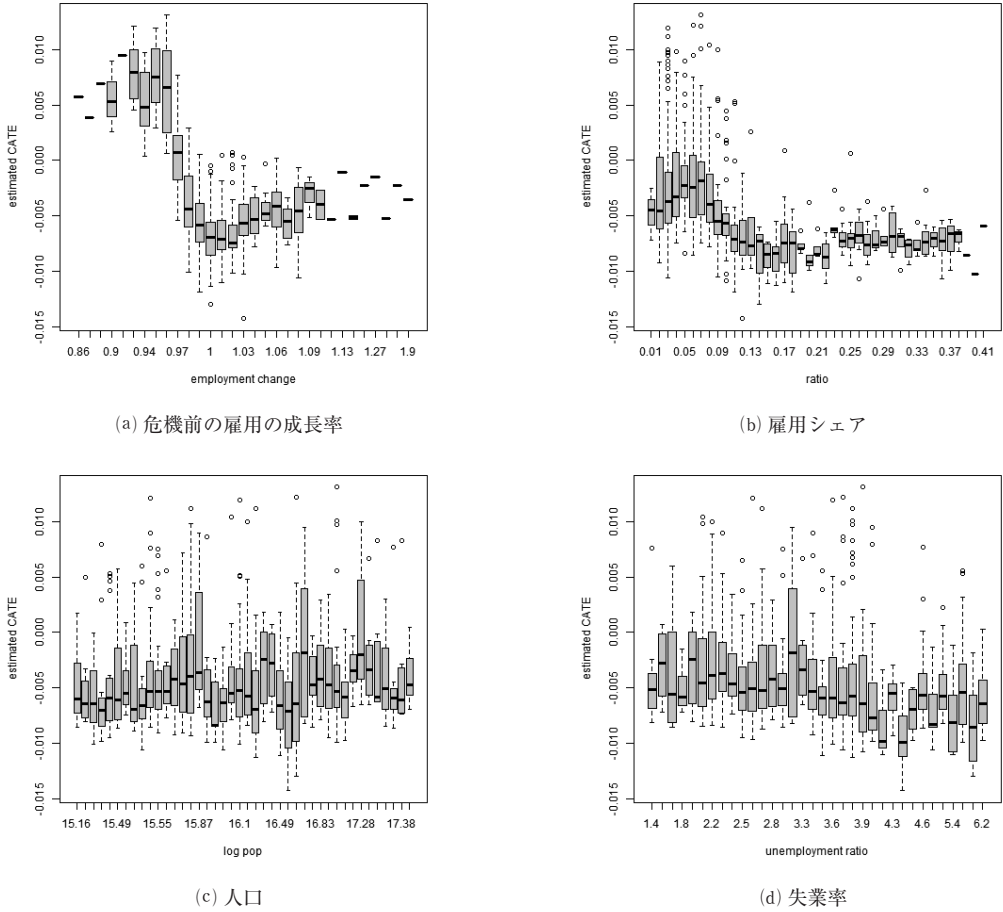 estimated CATE
0.010
0.005
0.000
-0.005
-0.010
-0.015
0.86 0.9 0.94 0.97 1 1.03 1.06 1.09 1.13 1.27 1.9
employment change
(a) 危機前の雇用の成長率
estimated CATE
0.010
0.005
0.000
-0.005
-0.010
-0.015
0.01 0.05 0.09 0.13 0.17 0.21 0.25 0.29 0.33 0.37 0.41
ratio
(b) 雇用シェア
estimated CATE
0.010
0.005
0.000
-0.005
-0.010
-0.015
15.16 15.49 15.55 15.87 16.1 16.49 16.83 17.28 17.38
log pop
(c) 人口
estimated CATE
0.010
0.005
0.000
-0.005
-0.010
-0.015
1.4 1.8 2.2 2.5 2.8 3.3 3.6 3.9 4.3 4.6 5.4 6.2
unemployment ratio
(d) 失業率